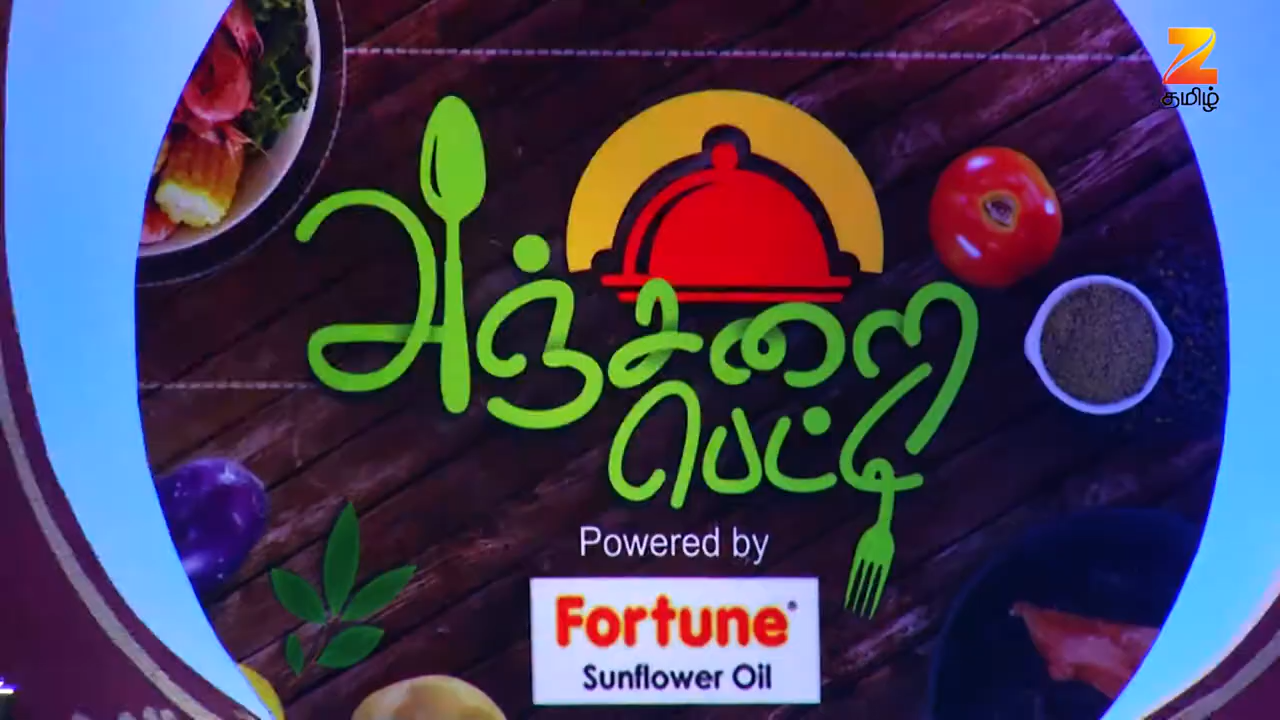 Z
தமிழ்
அஞ்சறை
பெட்டி
Powered by
Fortune®
Sunflower Oil